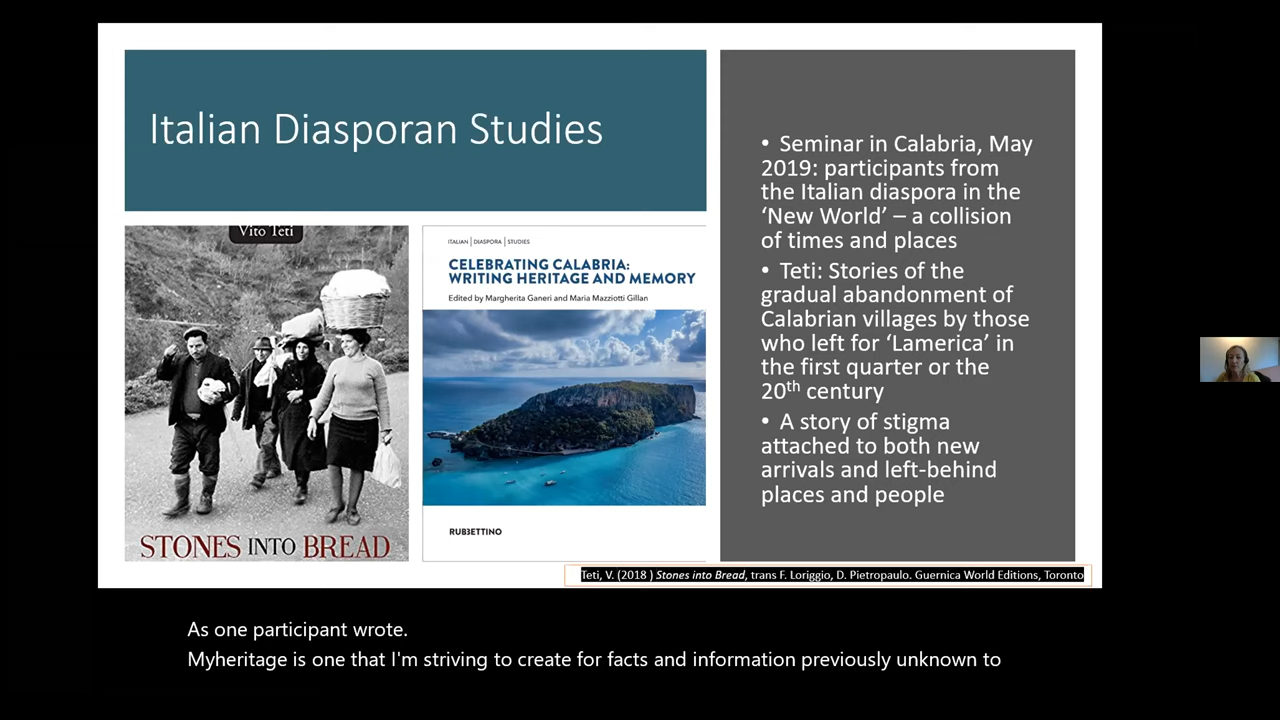 Italian Diasporan Studies
Vito Teti
STONES INTO BREAD
ITALIAN | DIASPORA | STUDIES
CELEBRATING CALABRIA:
WRITING HERITAGE AND MEMORY
Edited by Margherita Ganeri and Maria Mazziotti Gillan
RUBBETTINO
• Seminar in Calabria, May
2019: participants from
the Italian diaspora in the
‘New World’ – a collision
of times and places
• Teti: Stories of the
gradual abandonment of
Calabrian villages by those
who left for ‘Lamerica’ in
the first quarter or the
20th century
• A story of stigma
attached to both new
arrivals and left-behind
places and people
Teti, V. (2018 ) Stones into Bread, trans F. Loriggio, D. Pietropaulo. Guernica World Editions, Toronto
As one participant wrote.
Myheritage is one that I'm striving to create for facts and information previously unknown to